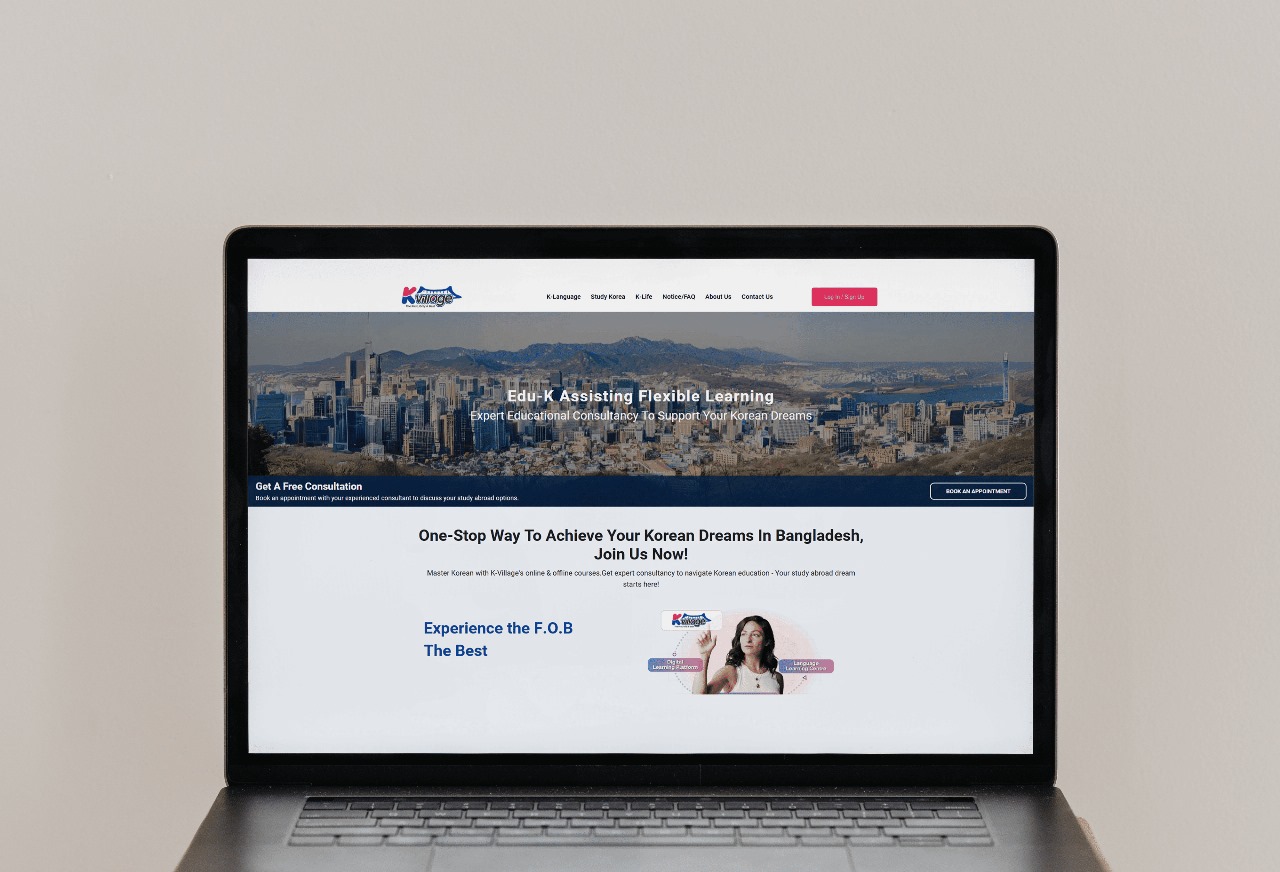 K Village
K-Language Study Korea K-Life Notice/FAQ About Us Contact Us Log In / Sign Up
Edu-K Assisting Flexible Learning
Expert Educational Consultancy To Support Your Korean Dreams
Get A Free Consultation
Book an appointment with your experienced consultant to discuss your study abroad options.
BOOK AN APPOINTMENT
One-Stop Way To Achieve Your Korean Dreams In Bangladesh,
Join Us Now!
Master Korean with K-Village's online & offline courses.Get expert consultancy to navigate Korean education - Your study abroad dream
starts here!
Experience the F.O.B
The Best
K Village
Digital
Learning Platform
Language
Learning Center